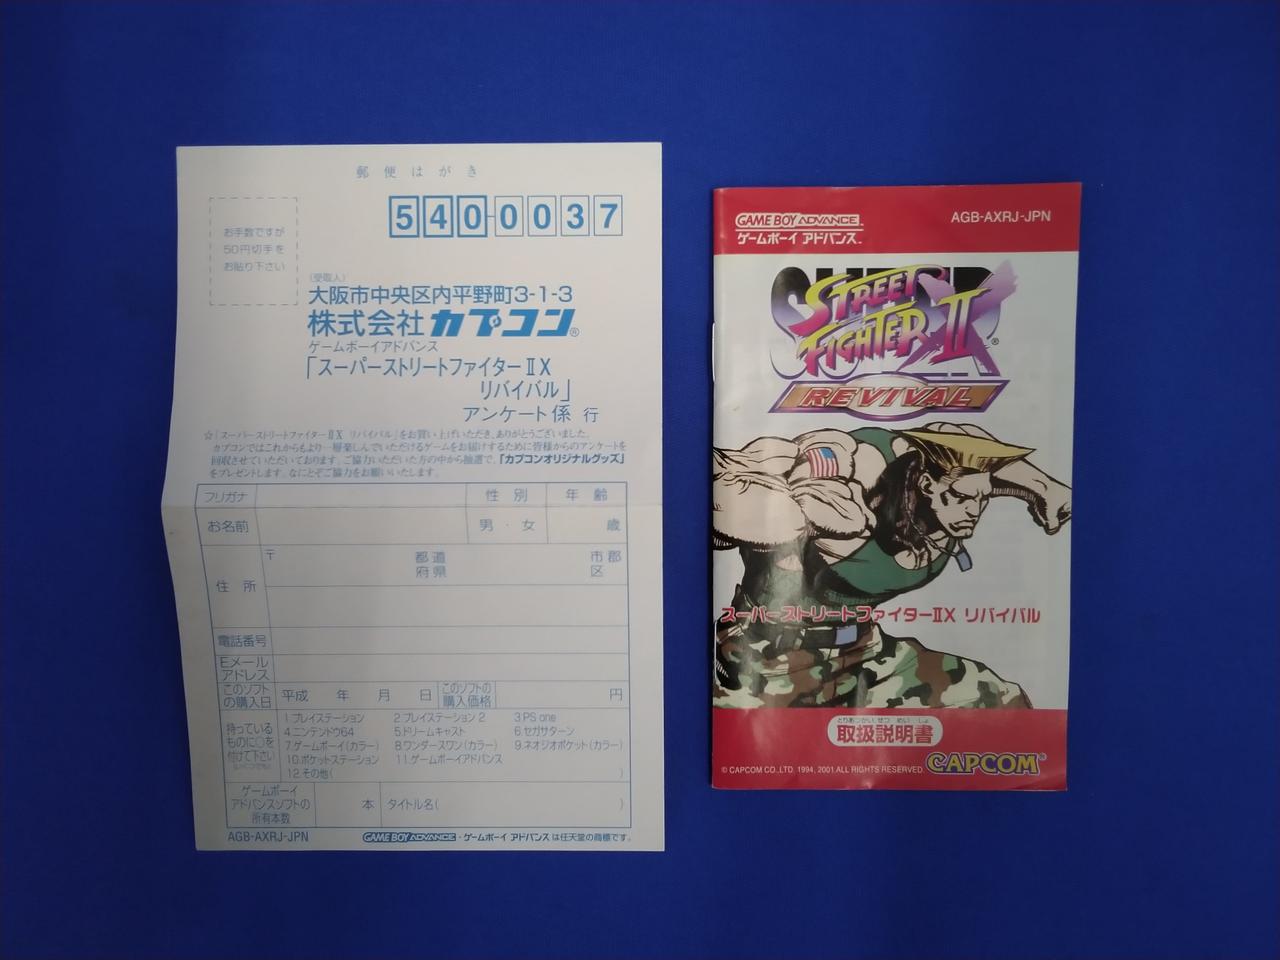 郵便はがき
540-0037
お手数ですが
50円切手を
お貼り下さい
(受取人)
大阪市中央区内平野町3-1-3
株式会社カプコン®
ゲームボーイアドバンス
「スーパーストリートファイターⅡX
リバイバル」
アンケート係 行
☆「スーパーストリートファイターⅡX リバイバル」をお買い上げいただき、ありがとうございました。
カプコンではこれからもより一層楽しんでいただけるゲームをお届けするために皆様からのアンケートを
回収させていただいております。ご協力いただいた方の中から抽選で、「カプコンオリジナルグッズ」
をプレゼントします。なにとぞご協力をお願いいたします。
フリガナ 性別 年齢
お名前 男・女 歳
住所 〒 都道 市郡
府県 区
電話番号
Eメール
アドレス
このソフト
の購入日 平成 年 月 日 このソフトの
購入価格 円
持っている
ものに○を
付けて下さい
(いくつでも)
1.プレイステーション 2.プレイステーション2 3.PS one
4.ニンテンドウ64 5.ドリームキャスト 6.セガサターン
7.ゲームボーイ(カラー) 8.ワンダースワン(カラー) 9.ネオジオポケット(カラー)
10.ポケットステーション 11.ゲームボーイアドバンス
12.その他( )
ゲームボーイ
アドバンスソフトの
所有本数 本 タイトル名( )
AGB-AXRJ-JPN GAME BOY ADVANCE・ゲームボーイ アドバンスは任天堂の商標です。
GAME BOY ADVANCE™ AGB-AXRJ-JPN
ゲームボーイ アドバンス™
SUPER
STREET
FIGHTER II X®
REVIVAL
スーパーストリートファイターⅡX リバイバル
とりあつかいせつめいしょ
取扱説明書
© CAPCOM CO.,LTD. 1994, 2001 ALL RIGHTS RESERVED. CAPCOM